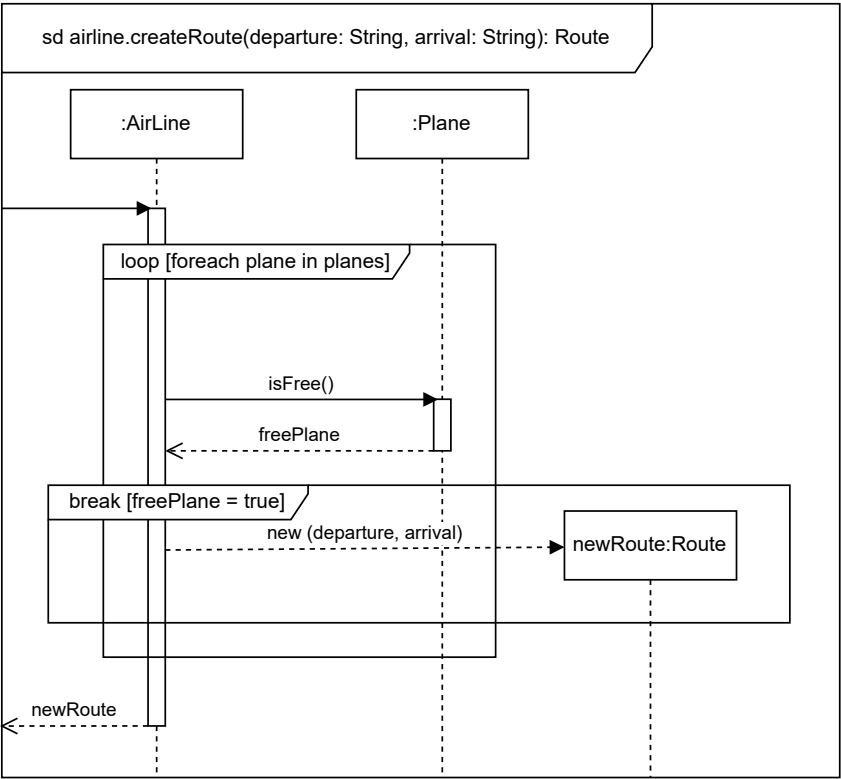 sd airline.createRoute(departure: String, arrival: String): Route
:AirLine
:Plane
loop [foreach plane in planes]
isFree()
freePlane
break [freePlane = true]
new (departure, arrival)
newRoute:Route
newRoute